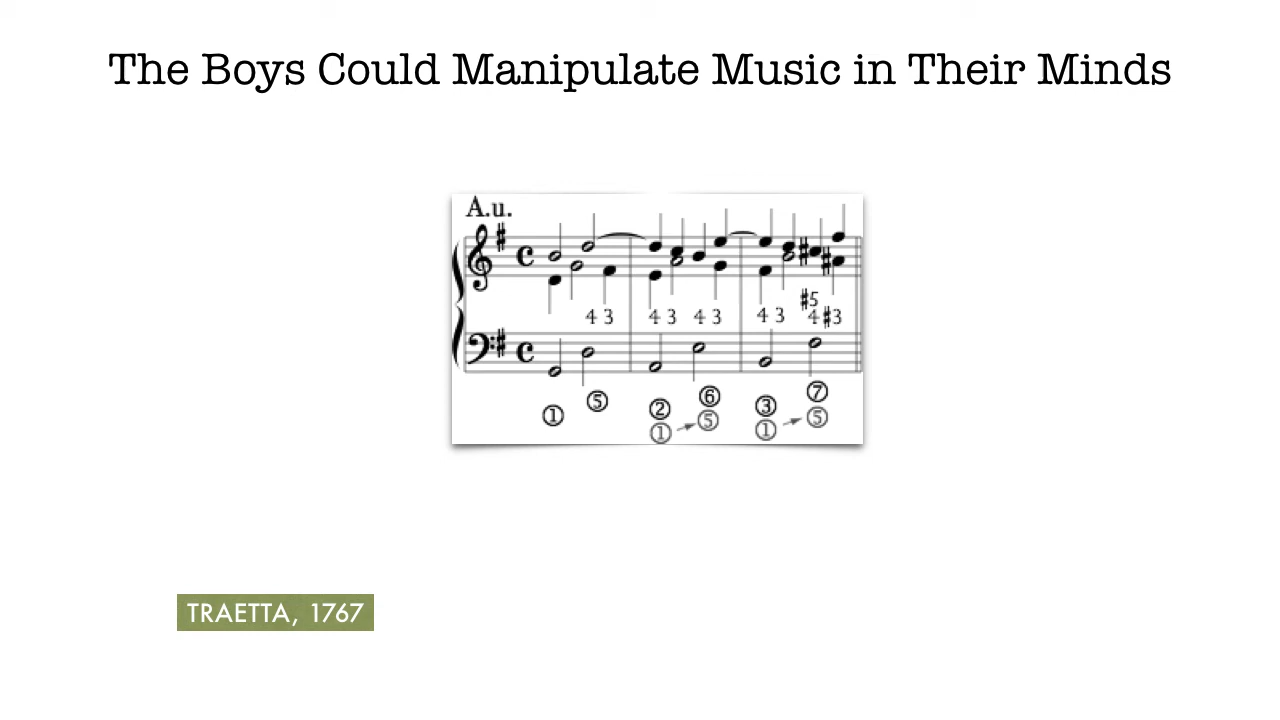 The Boys Could Manipulate Music in Their Minds
A.u.
#5
4 3 4 3 4 3 4 3 4 #3
① ⑤ ② ⑥ ③ ⑦
① ⑤ ① ⑤
TRAETTA, 1767